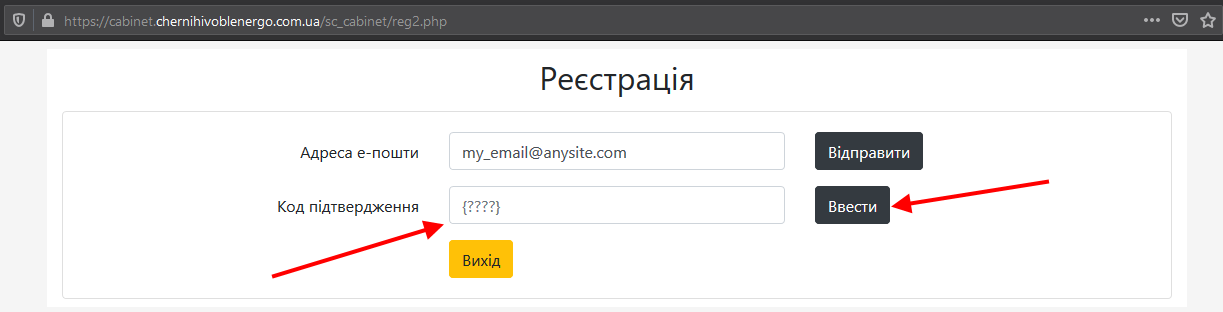 https://cabinet.chernihivoblenergo.com.ua/sc_cabinet/reg2.php
Реєстрація
Адреса е-пошти my_email@anysite.com Відправити
Код підтвердження {????} Ввести
Вихід